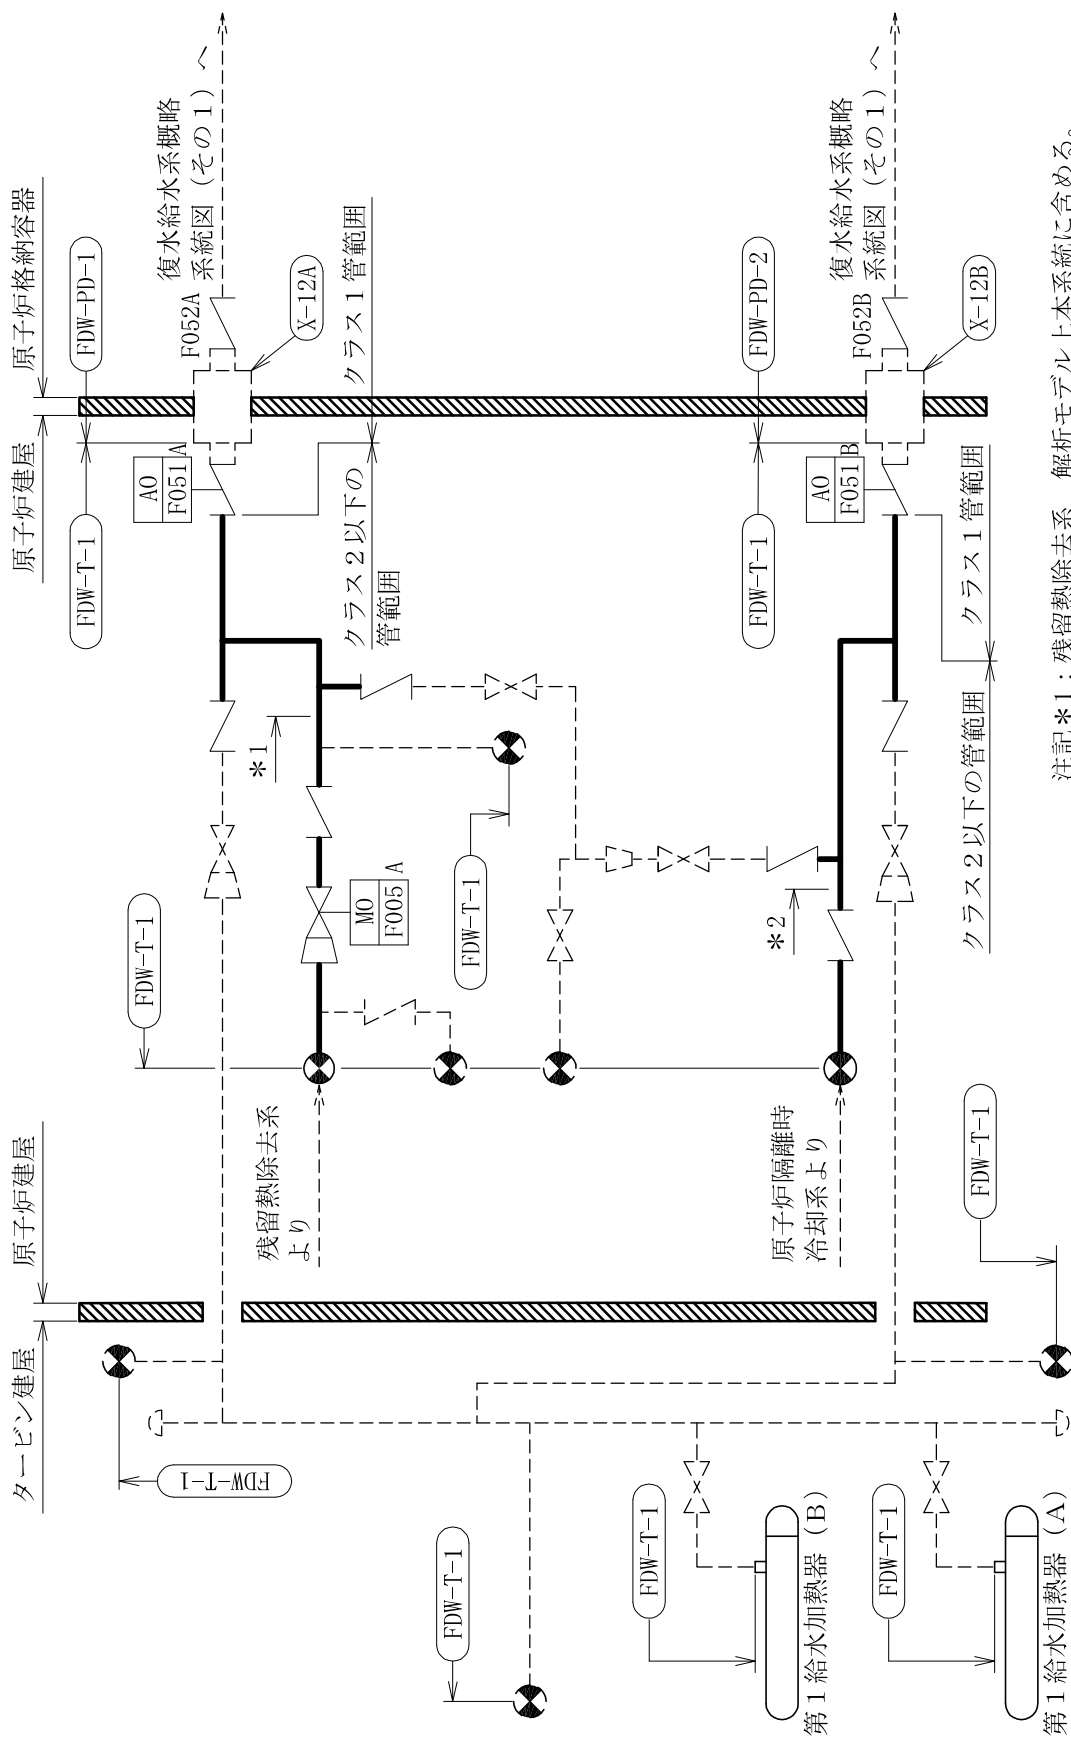 タービン建屋
原子炉建屋
原子炉建屋
原子炉格納容器
FDW-T-1
FDW-T-1
FDW-T-1
FDW-PD-1
復水給水系概略
系統図（その１）へ
F052A
X-12A
AO
F051
A
クラス１管範囲
クラス２以下の
管範囲
＊1
MO
F005
A
FDW-T-1
残留熱除去系
より
FDW-T-1
FDW-PD-2
復水給水系概略
系統図（その１）へ
F052B
X-12B
AO
F051
B
クラス１管範囲
クラス２以下の管範囲
＊2
原子炉隔離時
冷却系より
FDW-T-1
FDW-T-1
FDW-T-1
第１給水加熱器（B）
FDW-T-1
第１給水加熱器（A）
注記＊1：残留熱除去系　解析モデル上本系統に含める。